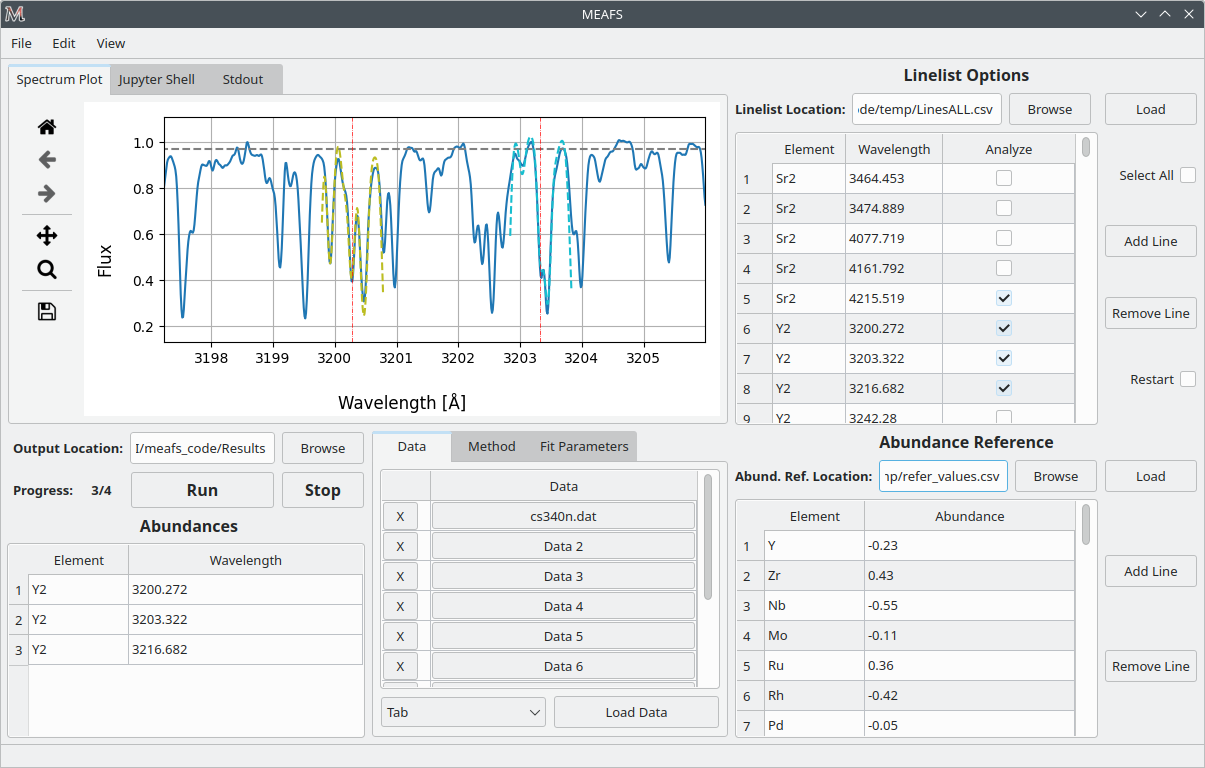 MEAFS
File Edit View
Spectrum Plot Jupyter Shell Stdout
1.0
0.8
0.6
0.4
0.2
Flux
3198 3199 3200 3201 3202 3203 3204 3205
Wavelength [Å]
Linelist Options
Linelist Location: de/temp/LinesALL.csv Browse Load
Element Wavelength Analyze
1 Sr2 3464.453
2 Sr2 3474.889
3 Sr2 4077.719
4 Sr2 4161.792
5 Sr2 4215.519
6 Y2 3200.272
7 Y2 3203.322
8 Y2 3216.682
9 Y2 3242.28
Select All
Add Line
Remove Line
Restart
Output Location: l/meafs_code/Results Browse
Progress: 3/4 Run Stop
Abundances
Element Wavelength
1 Y2 3200.272
2 Y2 3203.322
3 Y2 3216.682
Data Method Fit Parameters
Data
X cs340n.dat
X Data 2
X Data 3
X Data 4
X Data 5
X Data 6
Tab Load Data
Abundance Reference
Abund. Ref. Location: np/refer_values.csv Browse Load
Element Abundance
1 Y -0.23
2 Zr 0.43
3 Nb -0.55
4 Mo -0.11
5 Ru 0.36
6 Rh -0.42
7 Pd -0.05
Add Line
Remove Line